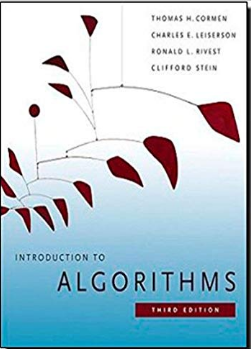 THOMAS H. CORMEN
CHARLES E. LEISERSON
RONALD L. RIVEST
CLIFFORD STEIN
INTRODUCTION TO
ALGORITHMS
THIRD EDITION